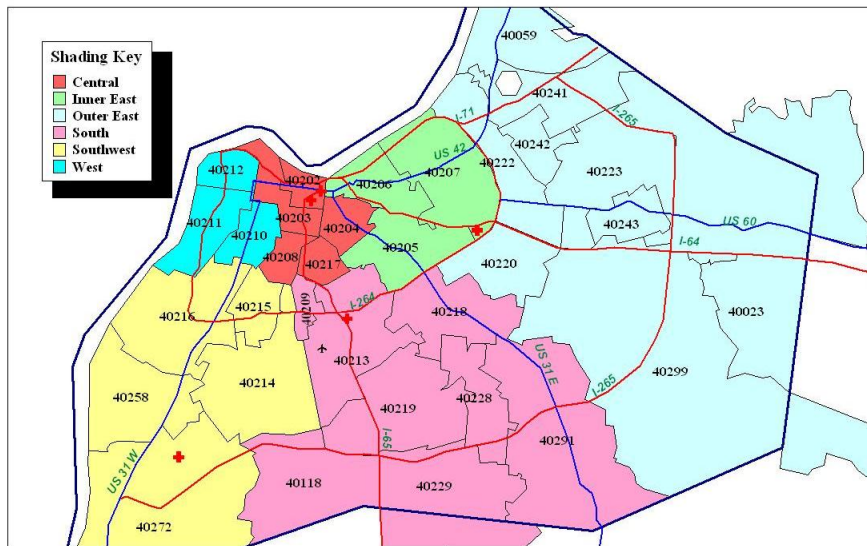 Shading Key
Central
Inner East
Outer East
South
Southwest
West
40059
40241
I-71
I-265
40242
US 42
40207
40222
40223
40212
40202
40206
40211
40210
40203
40204
40243
US 60
40205
I-64
40208
40217
40220
40209
I-264
40215
40216
40218
40023
40213
US 31 E
40299
40258
40214
40228
I-265
40219
40291
I-65
US 31 W
40118
40229
40272